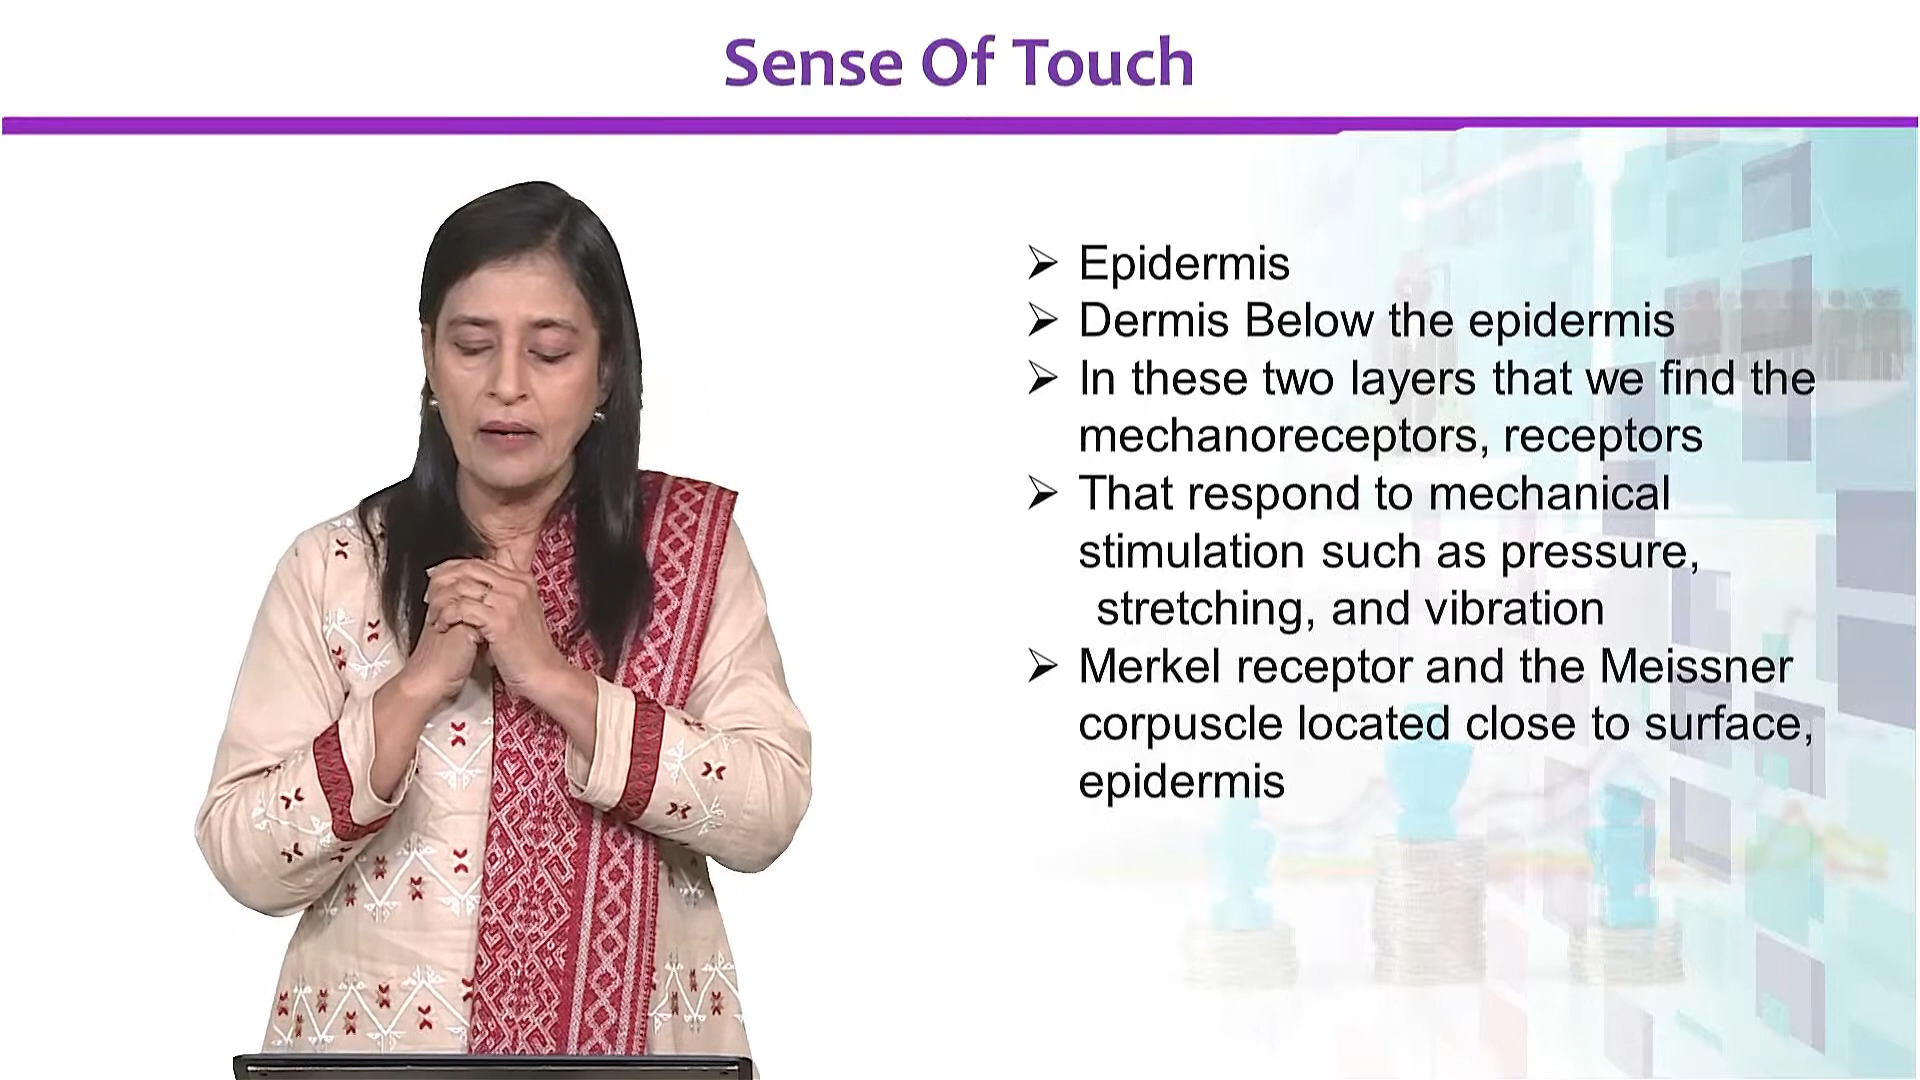 Sense Of Touch
➢ Epidermis
➢ Dermis Below the epidermis
➢ In these two layers that we find the
mechanoreceptors, receptors
➢ That respond to mechanical
stimulation such as pressure,
stretching, and vibration
➢ Merkel receptor and the Meissner
corpuscle located close to surface,
epidermis